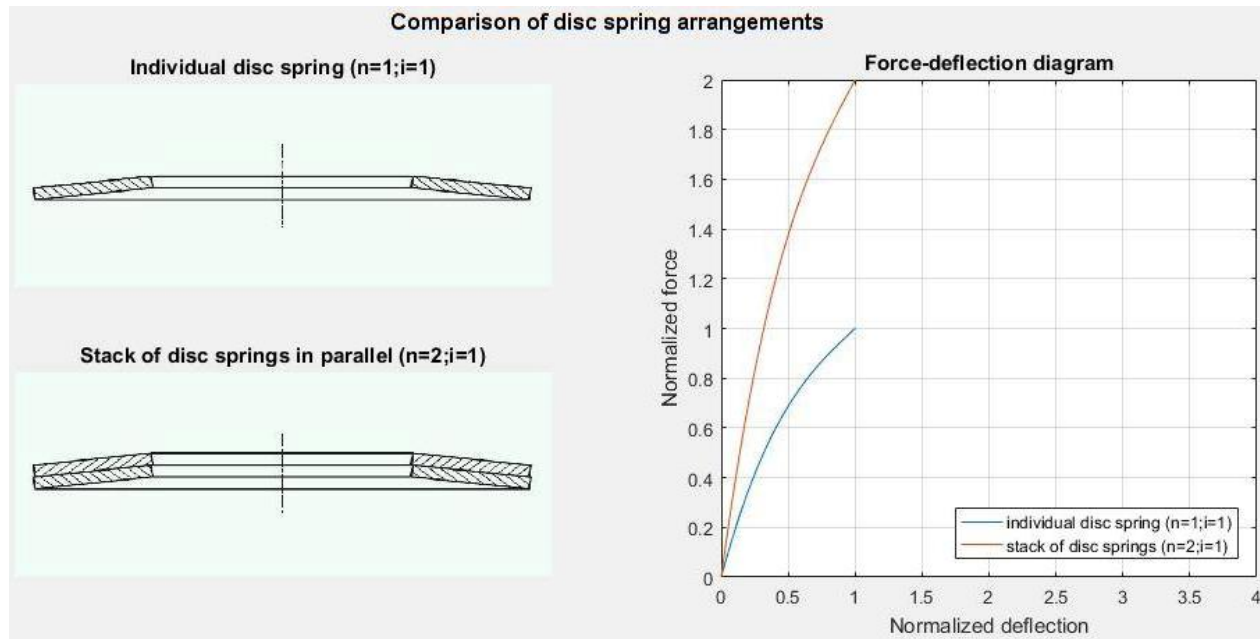 Comparison of disc spring arrangements
Individual disc spring (n=1;i=1)
Stack of disc springs in parallel (n=2;i=1)
Force-deflection diagram
Normalized force
2
1.8
1.6
1.4
1.2
1
0.8
0.6
0.4
0.2
0
individual disc spring (n=1;i=1)
stack of disc springs (n=2;i=1)
0 0.5 1 1.5 2 2.5 3 3.5 4
Normalized deflection